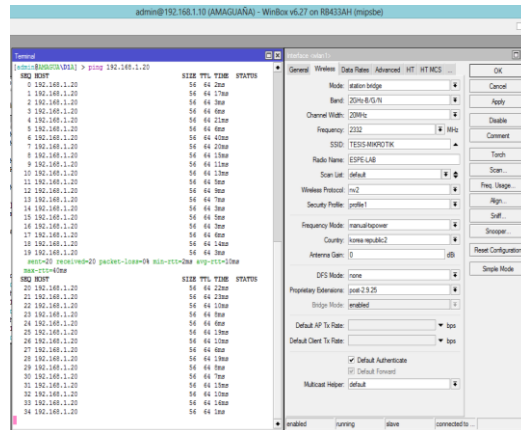 admin@192.168.1.10 (AMAGUAÑA) - WinBox v6.27 on RB433AH (mipsbe)
Terminal
[admin@AMAGUA\D1A] > ping 192.168.1.20
SEQ HOST SIZE TTL TIME STATUS
0 192.168.1.20 56 64 2ms
1 192.168.1.20 56 64 17ms
2 192.168.1.20 56 64 3ms
3 192.168.1.20 56 64 6ms
4 192.168.1.20 56 64 21ms
5 192.168.1.20 56 64 6ms
6 192.168.1.20 56 64 40ms
7 192.168.1.20 56 64 20ms
8 192.168.1.20 56 64 15ms
9 192.168.1.20 56 64 11ms
10 192.168.1.20 56 64 13ms
11 192.168.1.20 56 64 5ms
12 192.168.1.20 56 64 9ms
13 192.168.1.20 56 64 7ms
14 192.168.1.20 56 64 3ms
15 192.168.1.20 56 64 5ms
16 192.168.1.20 56 64 3ms
17 192.168.1.20 56 64 6ms
18 192.168.1.20 56 64 14ms
19 192.168.1.20 56 64 3ms
sent=20 received=20 packet-loss=0% min-rtt=2ms avg-rtt=10ms
max-rtt=40ms
SEQ HOST SIZE TTL TIME STATUS
20 192.168.1.20 56 64 22ms
21 192.168.1.20 56 64 23ms
22 192.168.1.20 56 64 10ms
23 192.168.1.20 56 64 8ms
24 192.168.1.20 56 64 6ms
25 192.168.1.20 56 64 19ms
26 192.168.1.20 56 64 10ms
27 192.168.1.20 56 64 6ms
28 192.168.1.20 56 64 19ms
29 192.168.1.20 56 64 8ms
30 192.168.1.20 56 64 7ms
31 192.168.1.20 56 64 15ms
32 192.168.1.20 56 64 10ms
33 192.168.1.20 56 64 16ms
34 192.168.1.20 56 64 1ms
General Wireless Data Rates Advanced HT HT MCS ...
Mode: station bridge
Band: 2GHz-B/G/N
Channel Width: 20MHz
Frequency: 2332 MHz
SSID: TESIS-MIKROTIK
Radio Name: ESPE-LAB
Scan List: default
Wireless Protocol: nv2
Security Profile: profile1
Frequency Mode: manual-txpower
Country: korea republic2
Antenna Gain: 0 dB
DFS Mode: none
Proprietary Extensions: post-2.9.25
Bridge Mode: enabled
Default AP Tx Rate: bps
Default Client Tx Rate: bps
Default Authenticate
Default Forward
Multicast Helper: default
OK
Cancel
Apply
Disable
Comment
Torch
Scan...
Freq. Usage...
Align...
Sniff...
Snooper...
Reset Configuration
Simple Mode
enabled running slave connected to ...